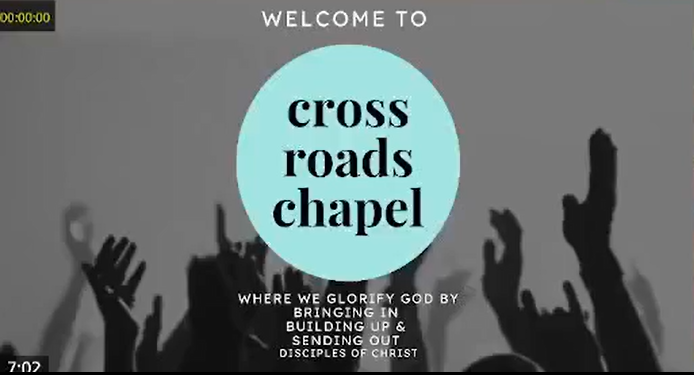 00:00:00
WELCOME TO
cross
roads
chapel
WHERE WE GLORIFY GOD BY
BRINGING IN
BUILDING UP &
SENDING OUT
DISCIPLES OF CHRIST
7:02